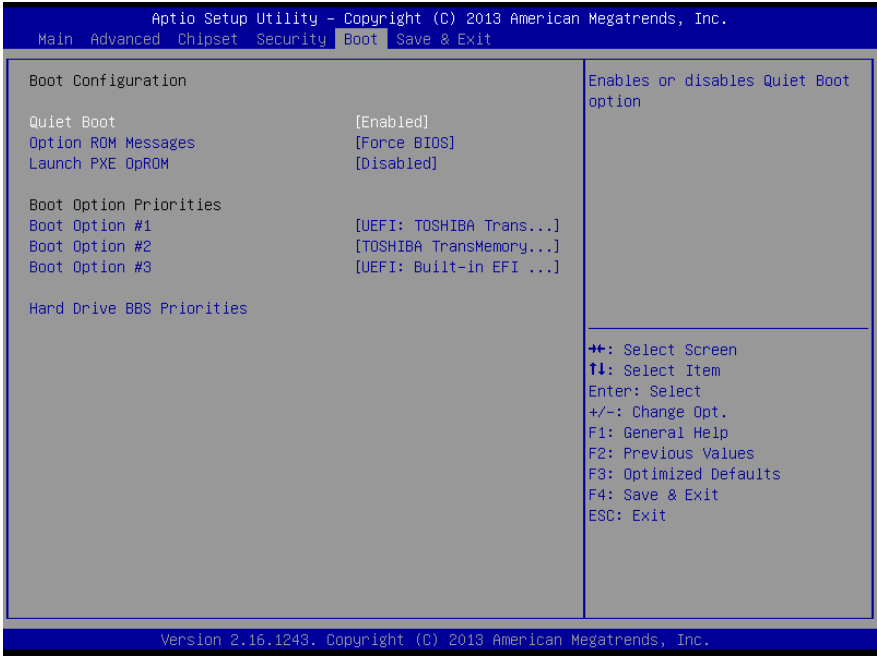 Aptio Setup Utility – Copyright (C) 2013 American Megatrends, Inc.
Main Advanced Chipset Security Boot Save & Exit
Boot Configuration
Quiet Boot [Enabled]
Option ROM Messages [Force BIOS]
Launch PXE OpROM [Disabled]
Boot Option Priorities
Boot Option #1 [UEFI: TOSHIBA Trans...]
Boot Option #2 [TOSHIBA TransMemory...]
Boot Option #3 [UEFI: Built-in EFI ...]
Hard Drive BBS Priorities
Enables or disables Quiet Boot
option
→←: Select Screen
↑↓: Select Item
Enter: Select
+/-: Change Opt.
F1: General Help
F2: Previous Values
F3: Optimized Defaults
F4: Save & Exit
ESC: Exit
Version 2.16.1243. Copyright (C) 2013 American Megatrends, Inc.